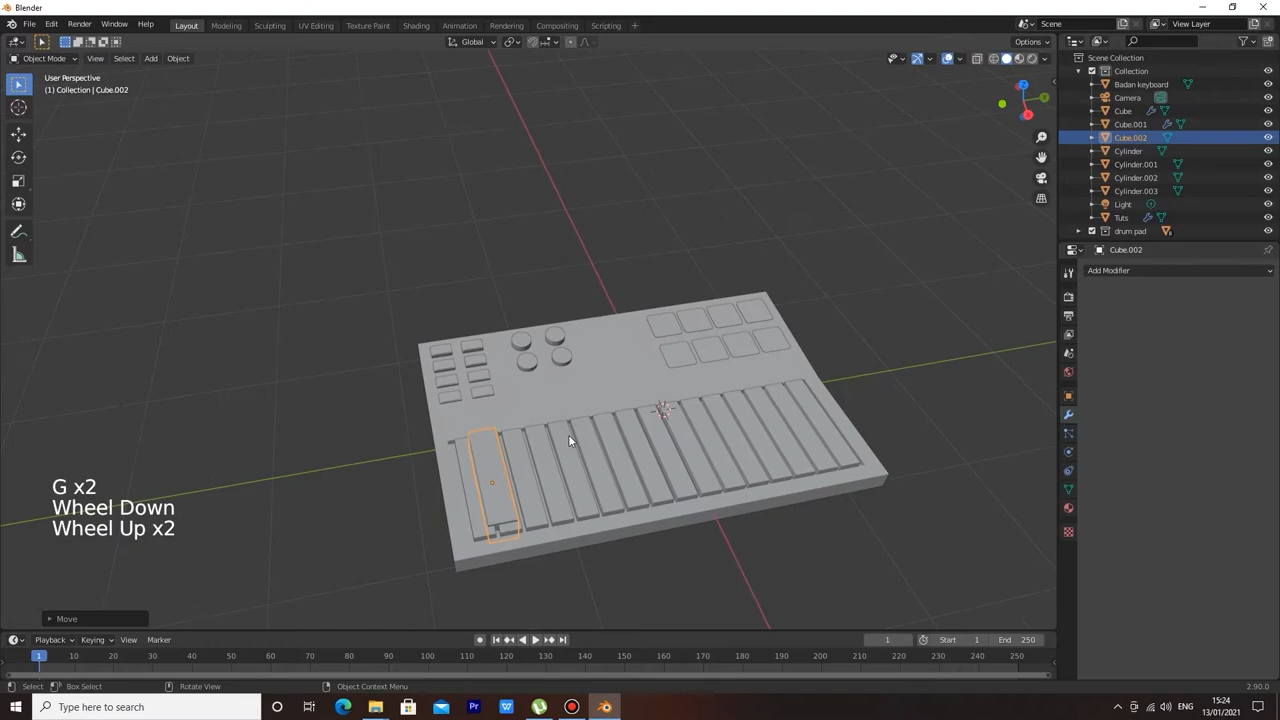 Blender
File Edit Render Window Help
Layout Modeling Sculpting UV Editing Texture Paint Shading Animation Rendering Compositing Scripting +
Scene
View Layer
Global
Options
Object Mode View Select Add Object
User Perspective
(1) Collection | Cube.002
Scene Collection
Collection
Badan keyboard
Camera
Cube
Cube.001
Cube.002
Cylinder
Cylinder.001
Cylinder.002
Cylinder.003
Light
Tuts
drum pad
Cube.002
Add Modifier
G x2
Wheel Down
Wheel Up x2
Move
Playback Keying View Marker
1 Start 1 End 250
1 10 20 30 40 50 60 70 80 90 100 110 120 130 140 150 160 170 180 190 200 210 220 230 240 250
Select Box Select Rotate View Object Context Menu 2.90.0
Type here to search
Pr
ENG
15:24
13/01/2021